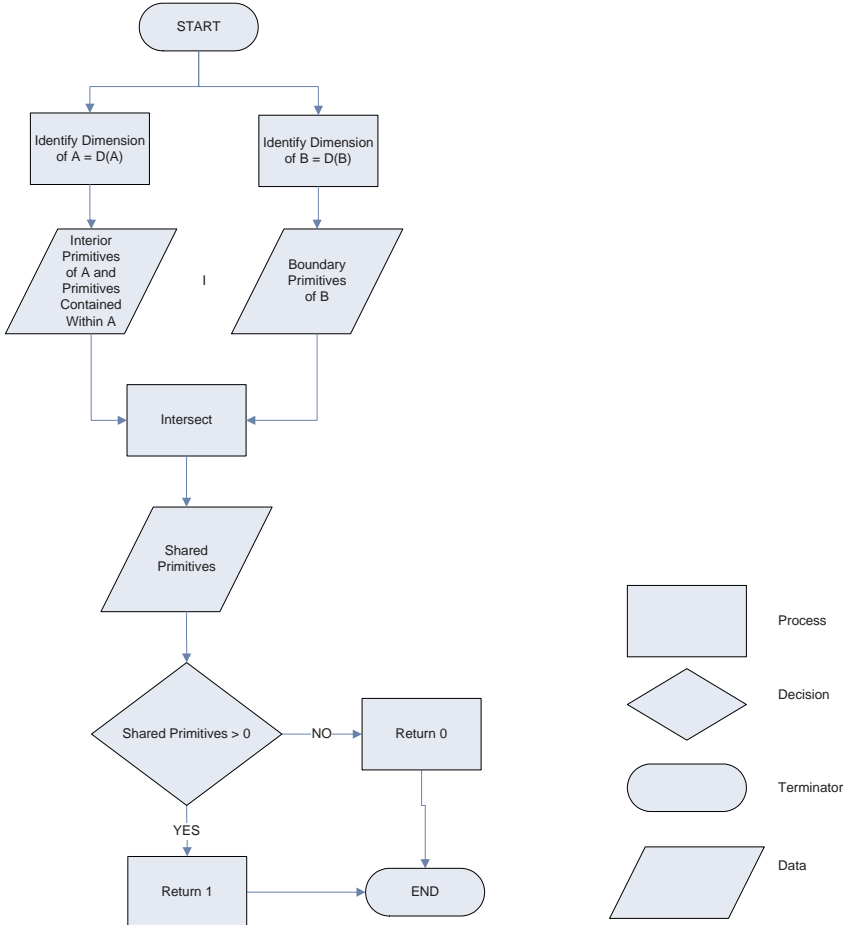 START
Identify Dimension
of A = D(A)
Identify Dimension
of B = D(B)
Interior
Primitives
of A and
Primitives
Contained
Within A
I
Boundary
Primitives
of B
Intersect
Shared
Primitives
Shared Primitives > 0
NO
Return 0
YES
Return 1
END
Process
Decision
Terminator
Data